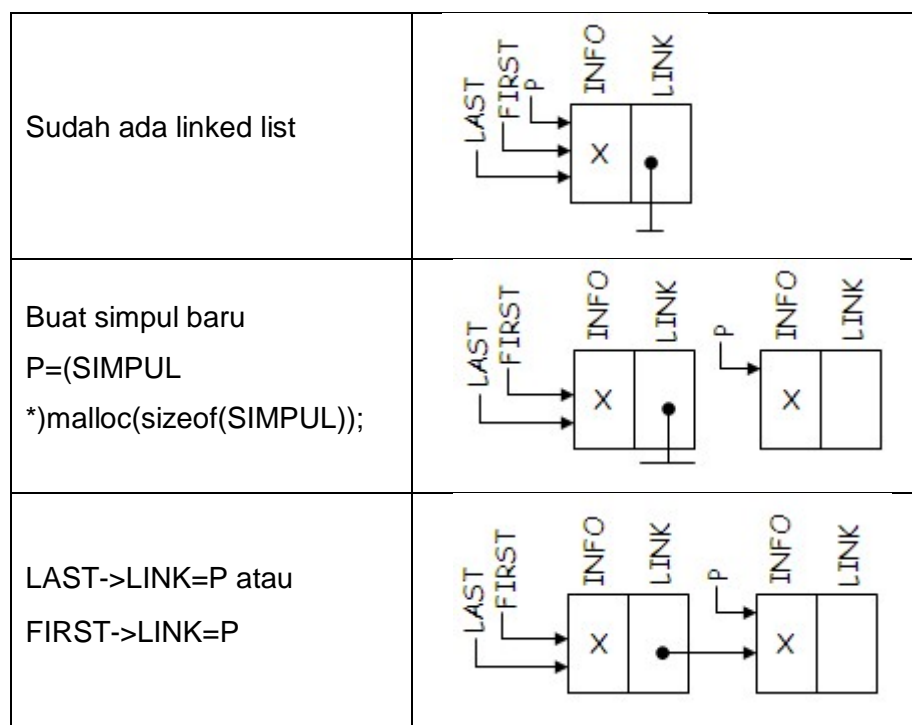 Sudah ada linked list
LAST
FIRST
P
INFO
LINK
X
Buat simpul baru
P=(SIMPUL
*)malloc(sizeof(SIMPUL));
LAST
FIRST
INFO
LINK
P
INFO
LINK
X
X
LAST->LINK=P atau
FIRST->LINK=P
LAST
FIRST
INFO
LINK
P
INFO
LINK
X
X